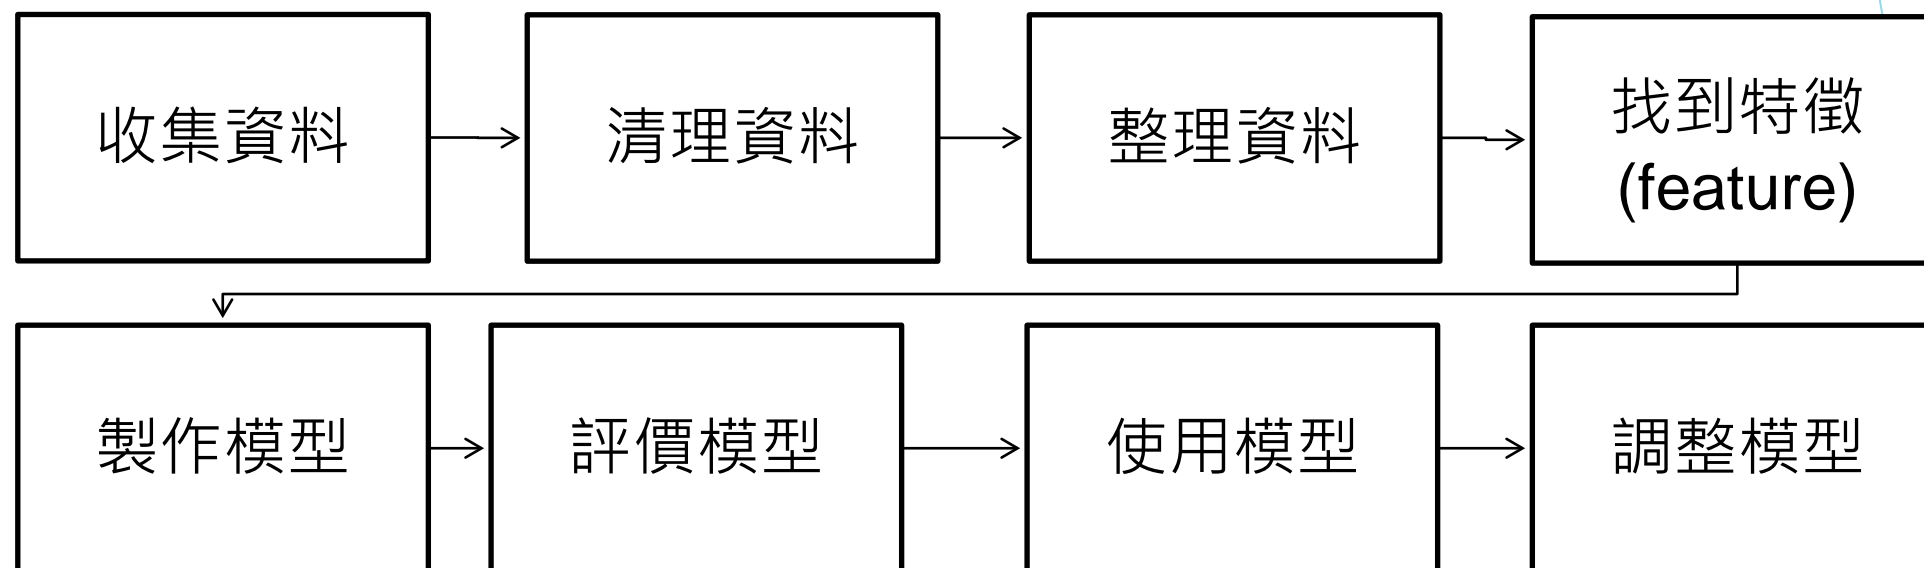 收集資料
清理資料
整理資料
找到特徵
(feature)
製作模型
評價模型
使用模型
調整模型